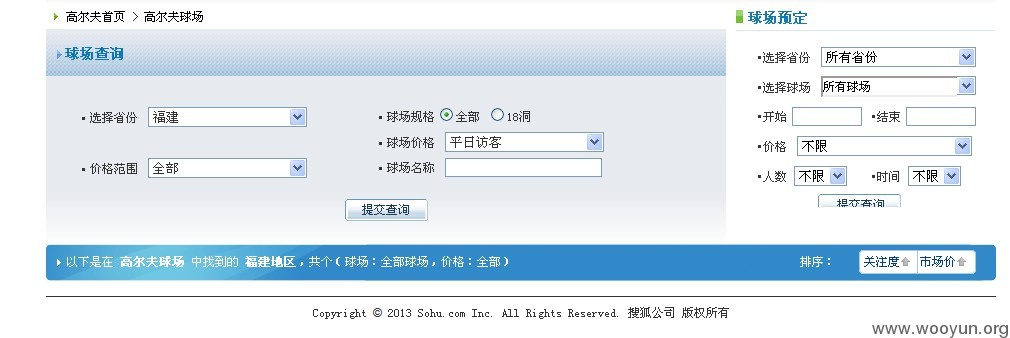 高尔夫首页 > 高尔夫球场
球场查询
选择省份 福建
球场规格 全部 18洞
球场价格 平日访客
价格范围 全部
球场名称
提交查询
球场预定
选择省份 所有省份
选择球场 所有球场
开始 结束
价格 不限
人数 不限 时间 不限
提交查询
以下是在 高尔夫球场 中找到的 福建地区，共个（球场：全部球场，价格：全部）
排序： 关注度 市场价
Copyright © 2013 Sohu.com Inc. All Rights Reserved. 搜狐公司 版权所有
www.wooyun.org